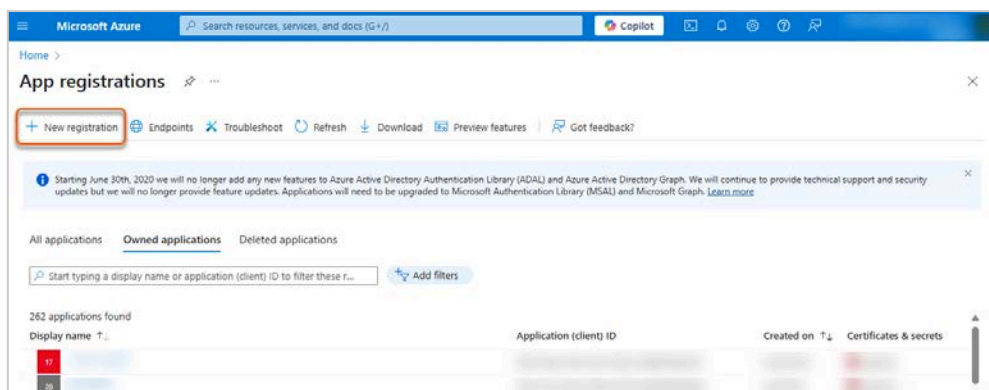 Microsoft Azure
Search resources, services, and docs (G+/)
Copilot
Home >
App registrations
+ New registration
Endpoints
Troubleshoot
Refresh
Download
Preview features
Got feedback?
Starting June 30th, 2020 we will no longer add any new features to Azure Active Directory Authentication Library (ADAL) and Azure Active Directory Graph. We will continue to provide technical support and security
updates but we will no longer provide feature updates. Applications will need to be upgraded to Microsoft Authentication Library (MSAL) and Microsoft Graph. Learn more
All applications
Owned applications
Deleted applications
Start typing a display name or application (client) ID to filter these r...
Add filters
262 applications found
Display name
Application (client) ID
Created on
Certificates & secrets
17
20